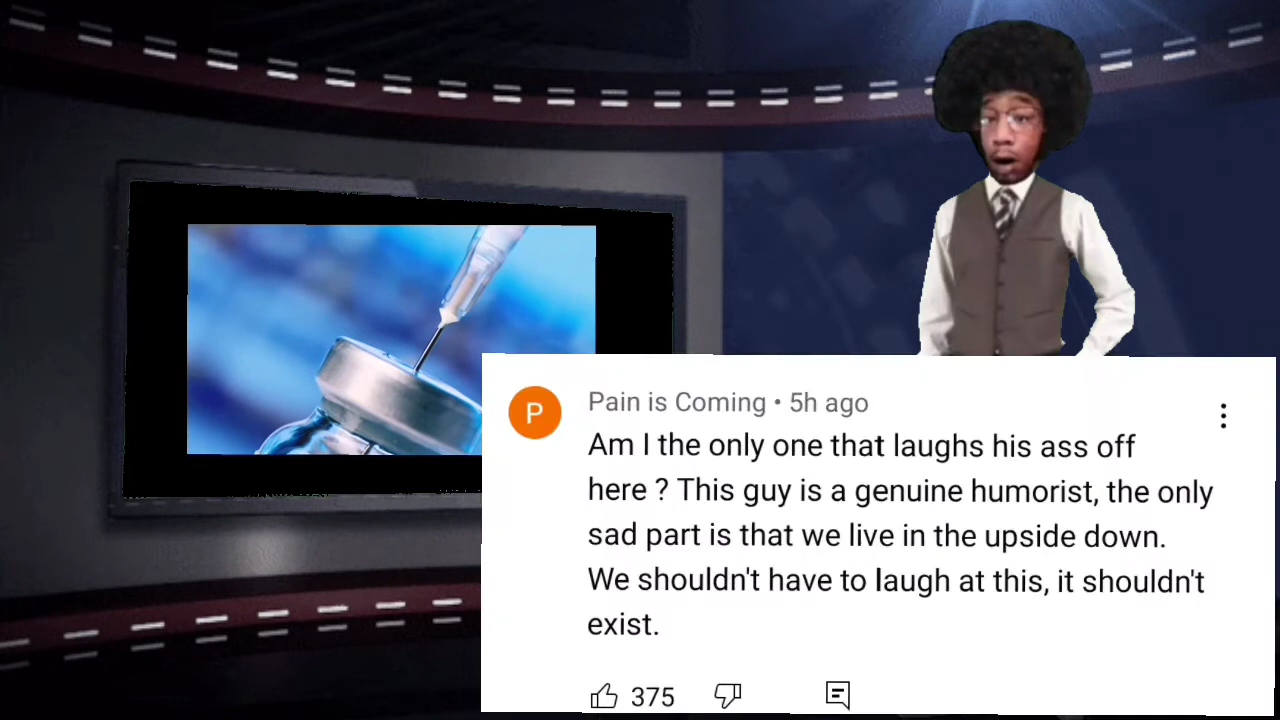 P
Pain is Coming • 5h ago
Am I the only one that laughs his ass off
here ? This guy is a genuine humorist, the only
sad part is that we live in the upside down.
We shouldn't have to laugh at this, it shouldn't
exist.
375